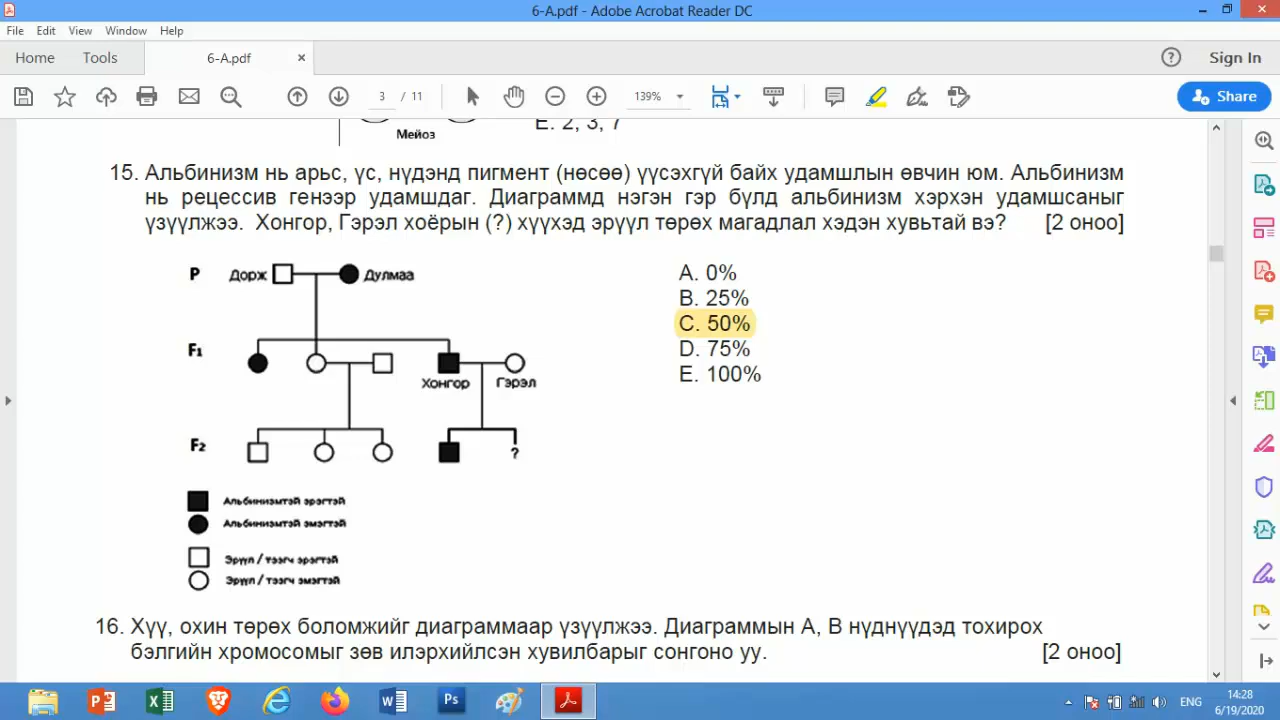 6-A.pdf - Adobe Acrobat Reader DC
File Edit View Window Help
Home Tools 6-A.pdf × Sign In
3 / 11 139% Share
Мейоз E. 2, 3, 7
15. Альбинизм нь арьс, үс, нүдэнд пигмент (нөсөө) үүсэхгүй байх удамшлын өвчин юм. Альбинизм
нь рецессив генээр удамшдаг. Диаграммд нэгэн гэр бүлд альбинизм хэрхэн удамшсаныг
үзүүлжээ. Хонгор, Гэрэл хоёрын (?) хүүхэд эрүүл төрөх магадлал хэдэн хувьтай вэ? [2 оноо]
P Дорж Дулмаа
A. 0%
B. 25%
C. 50%
D. 75%
E. 100%
F1
Хонгор Гэрэл
F2
?
Альбинизмтэй эрэгтэй
Альбинизмтэй эмэгтэй
Эрүүл / тээгч эрэгтэй
Эрүүл / тээгч эмэгтэй
16. Хүү, охин төрөх боломжийг диаграммаар үзүүлжээ. Диаграммын А, В нүднүүдэд тохирох
бэлгийн хромосомыг зөв илэрхийлсэн хувилбарыг сонгоно уу. [2 оноо]
ENG
14:28
6/19/2020